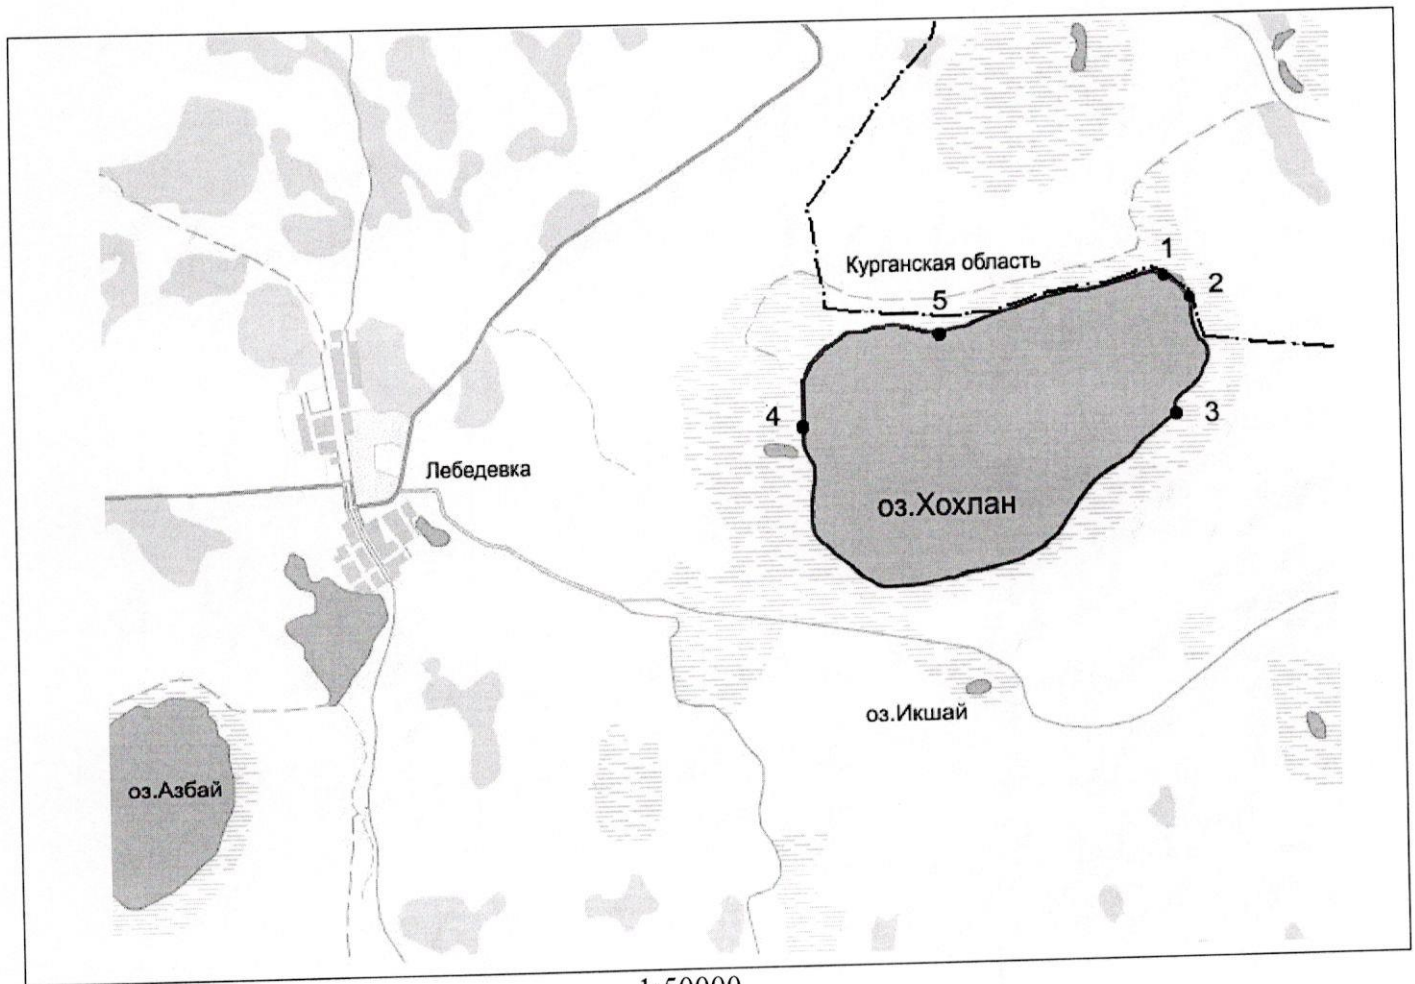 Курганская область
1
2
5
3
4
Лебедевка
оз.Хохлан
оз.Икшай
оз.Азбай
1:50000